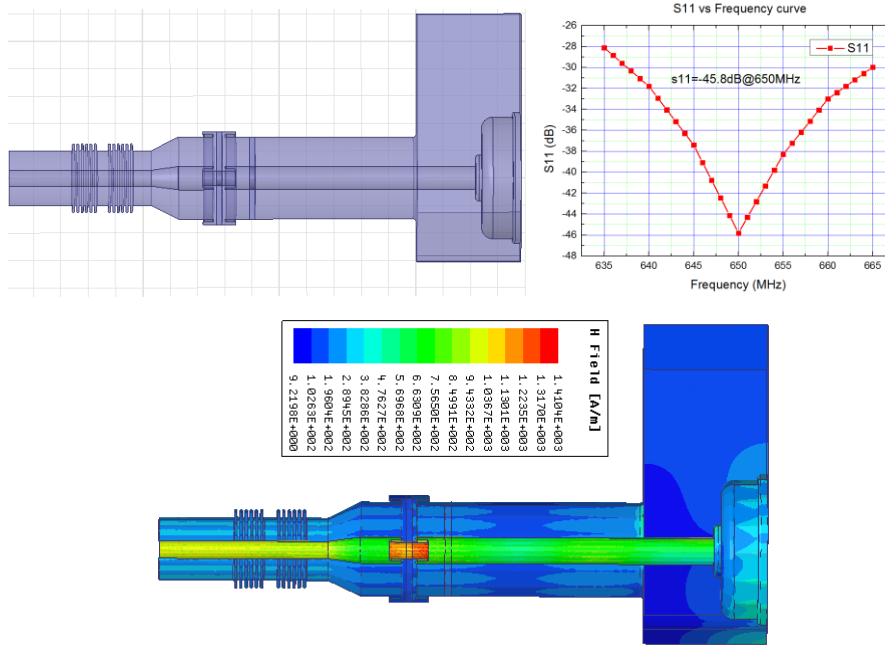 S11 vs Frequency curve
-26
-28
-30
-32
-34
-36
-38
-40
-42
-44
-46
-48
S11 (dB)
S11
s11=-45.8dB@650MHz
635
640
645
650
655
660
665
Frequency (MHz)
H Field [A/m]
1.4104E+003
1.3170E+003
1.2235E+003
1.1301E+003
1.0367E+003
9.4332E+002
8.4991E+002
7.5650E+002
6.6309E+002
5.6968E+002
4.7627E+002
3.8286E+002
2.8945E+002
1.9604E+002
1.0263E+002
9.2198E+000